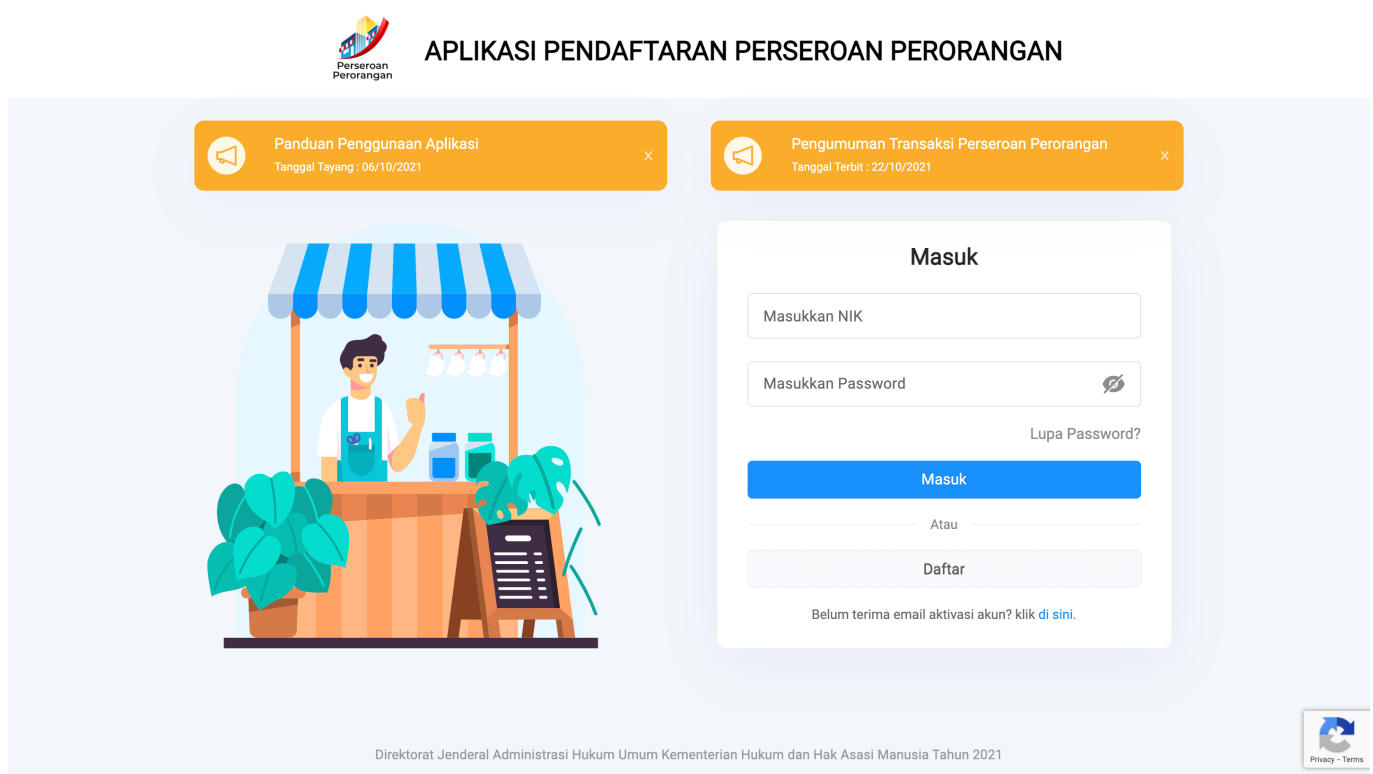 Perseroan
Perorangan
APLIKASI PENDAFTARAN PERSEROAN PERORANGAN
Panduan Penggunaan Aplikasi
Tanggal Tayang : 06/10/2021
X
Pengumuman Transaksi Perseroan Perorangan
Tanggal Terbit : 22/10/2021
X
Masuk
Masukkan NIK
Masukkan Password
Lupa Password?
Masuk
Atau
Daftar
Belum terima email aktivasi akun? klik di sini.
Direktorat Jenderal Administrasi Hukum Umum Kementerian Hukum dan Hak Asasi Manusia Tahun 2021
Privacy - Terms